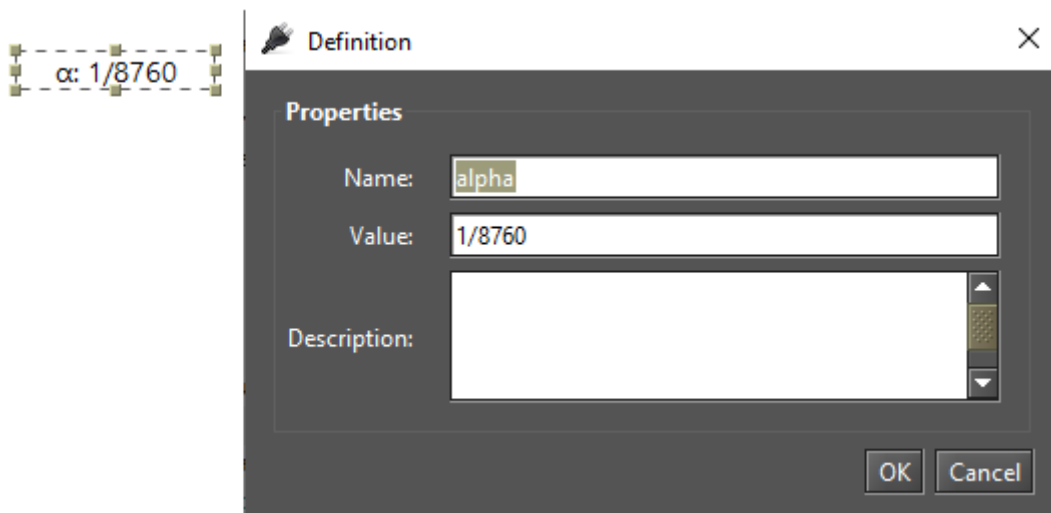 α: 1/8760
Definition
Properties
Name: alpha
Value: 1/8760
Description:
OK Cancel